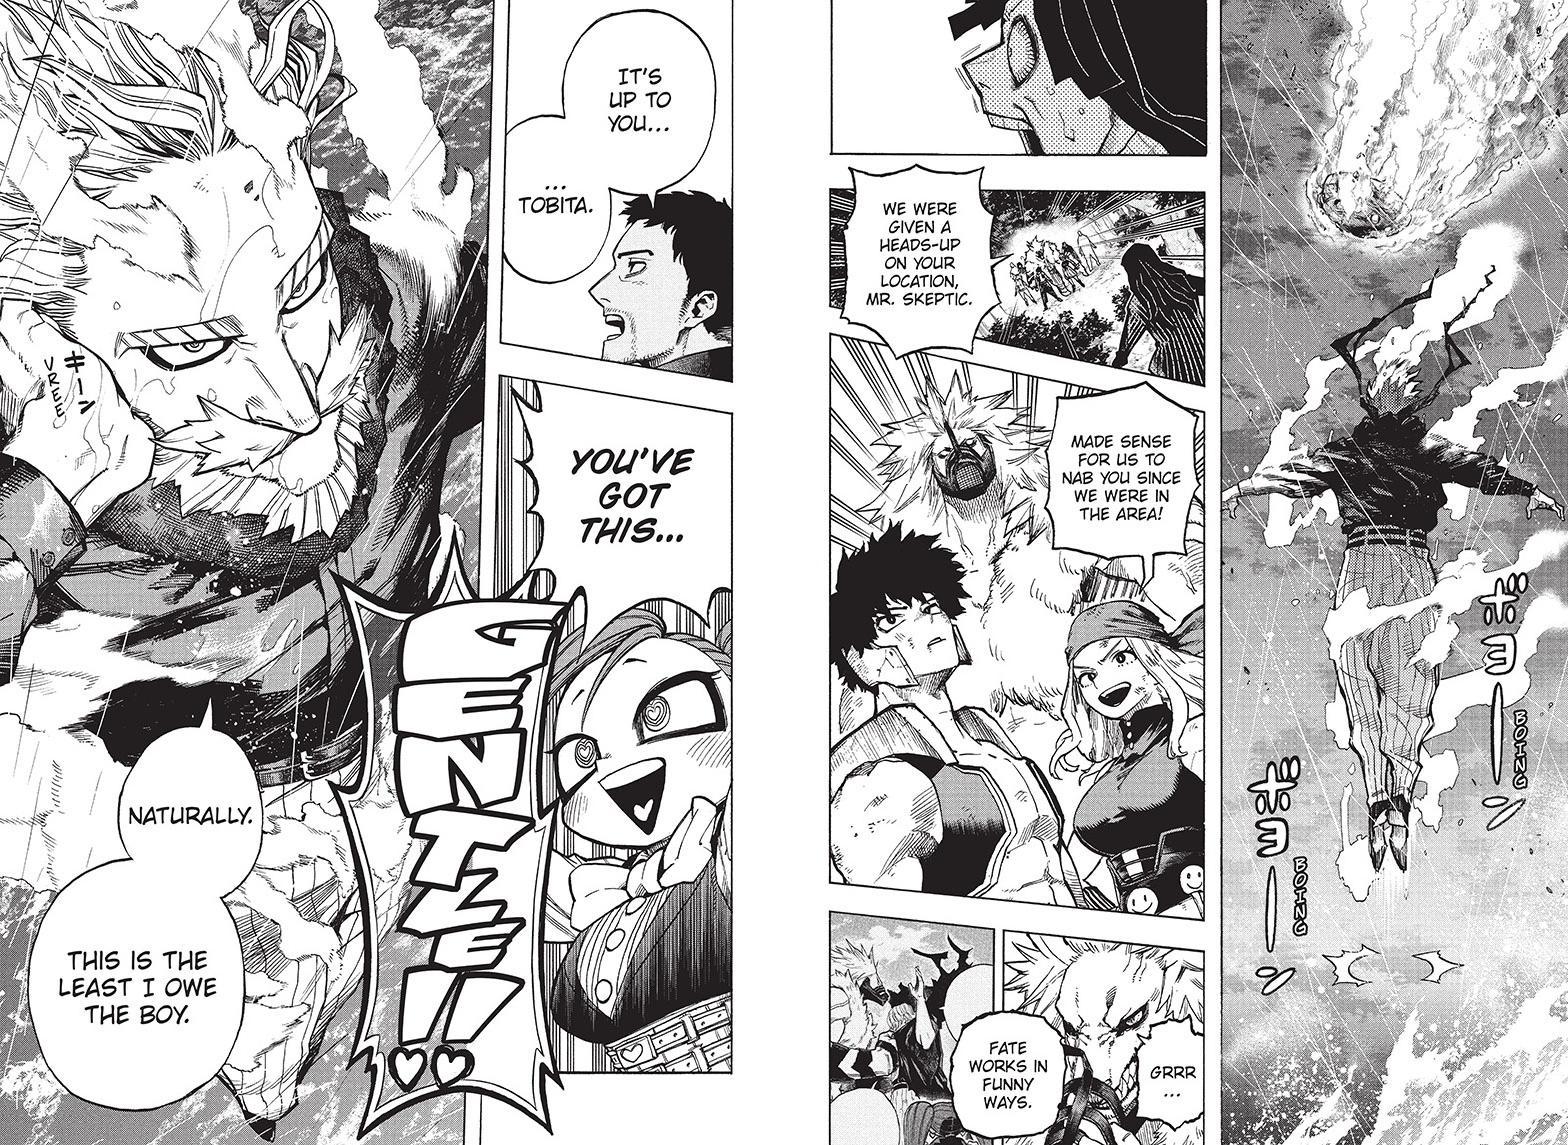 ボヨーン
BOING
ボヨーン
BOING
WE WERE
GIVEN A
HEADS-UP
ON YOUR
LOCATION,
MR. SKEPTIC.
MADE SENSE
FOR US TO
NAB YOU SINCE
WE WERE IN
THE AREA!
GRRR
...
FATE
WORKS IN
FUNNY
WAYS.
IT'S
UP TO
YOU...
...
TOBITA.
YOU'VE
GOT
THIS...
GENTLE!!
キーン
VREE
NATURALLY.
THIS IS THE
LEAST I OWE
THE BOY.